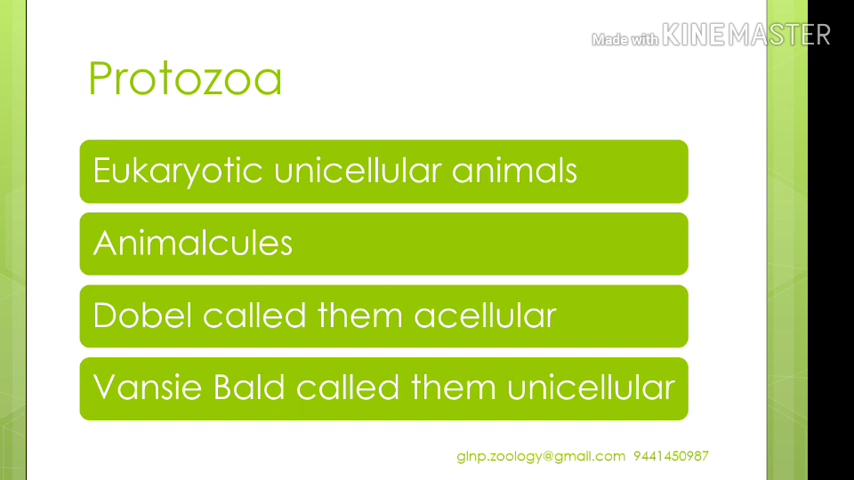 Made with KINEMASTER
Protozoa
Eukaryotic unicellular animals
Animalcules
Dobel called them acellular
Vansie Bald called them unicellular
glnp.zoology@gmail.com 9441450987